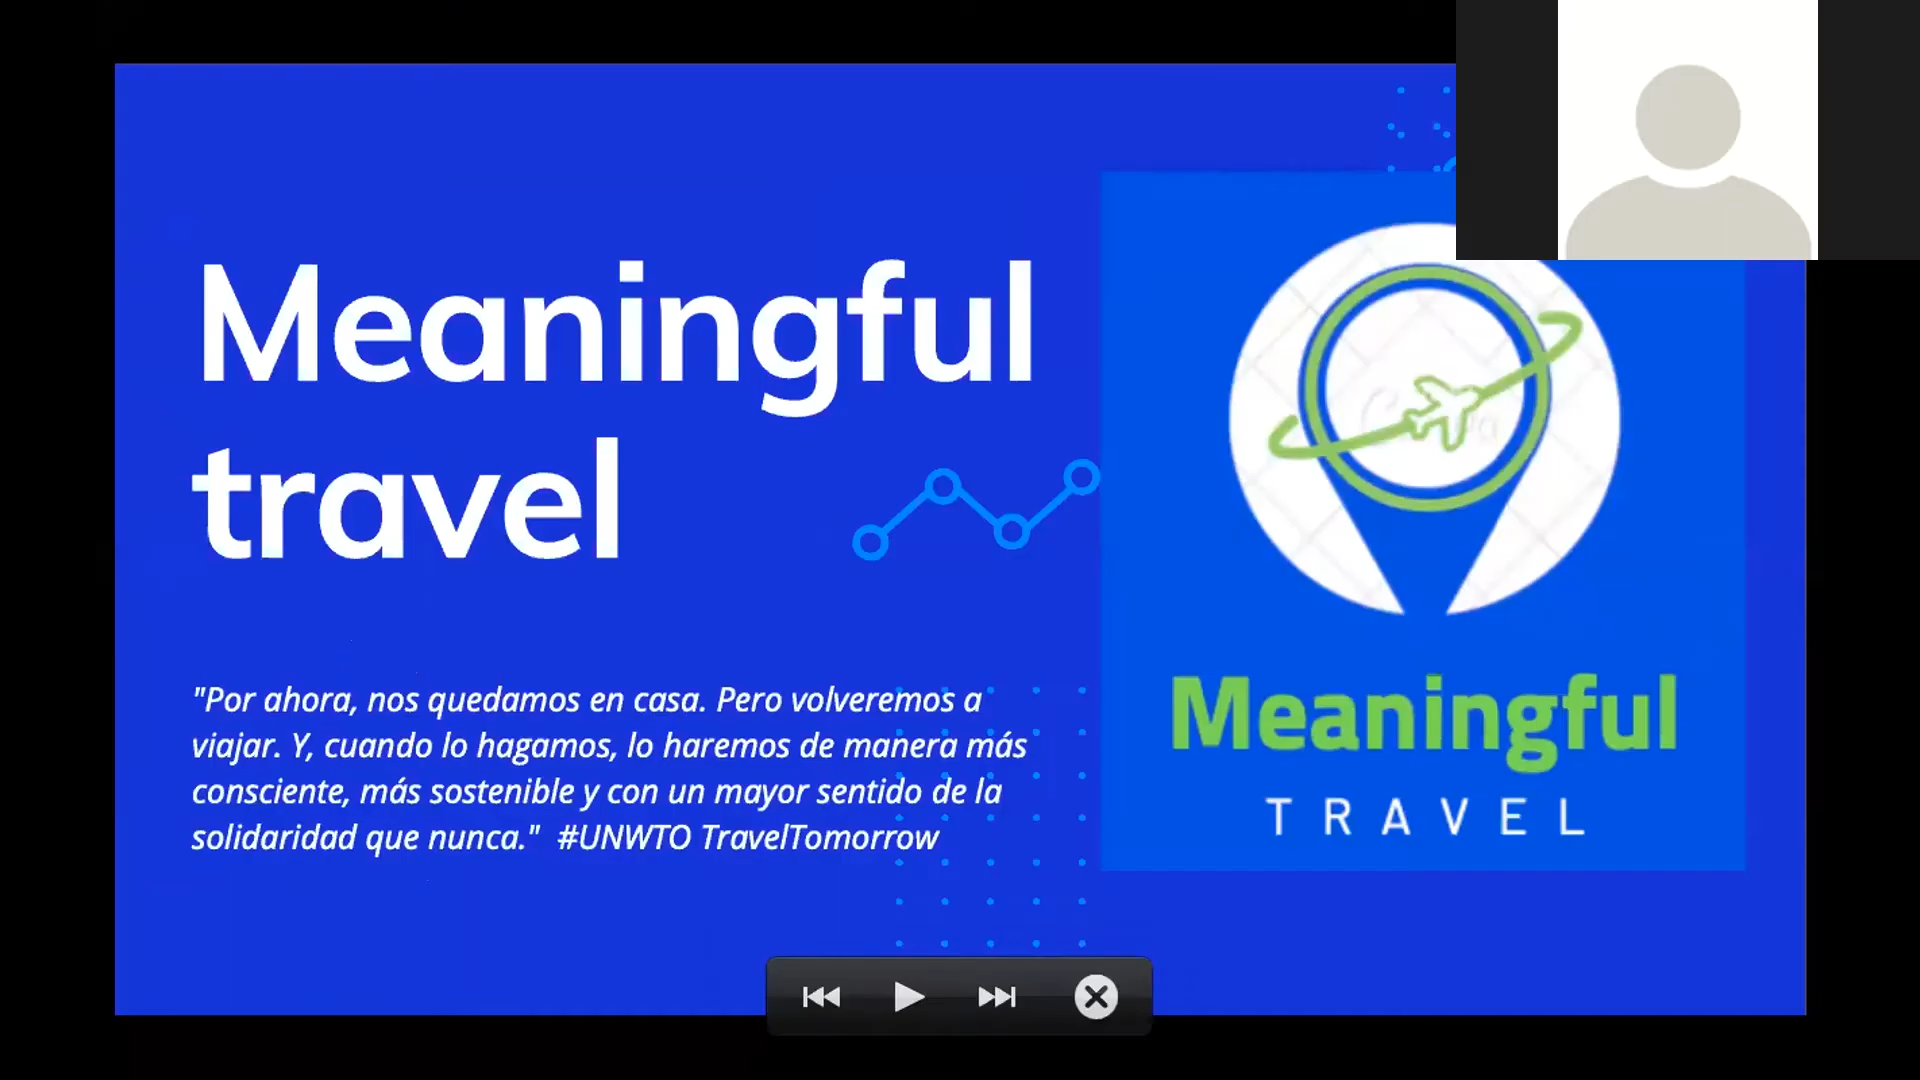 Meaningful
travel
"Por ahora, nos quedamos en casa. Pero volveremos a
viajar. Y, cuando lo hagamos, lo haremos de manera más
consciente, más sostenible y con un mayor sentido de la
solidaridad que nunca." #UNWTO TravelTomorrow
Meaningful
TRAVEL